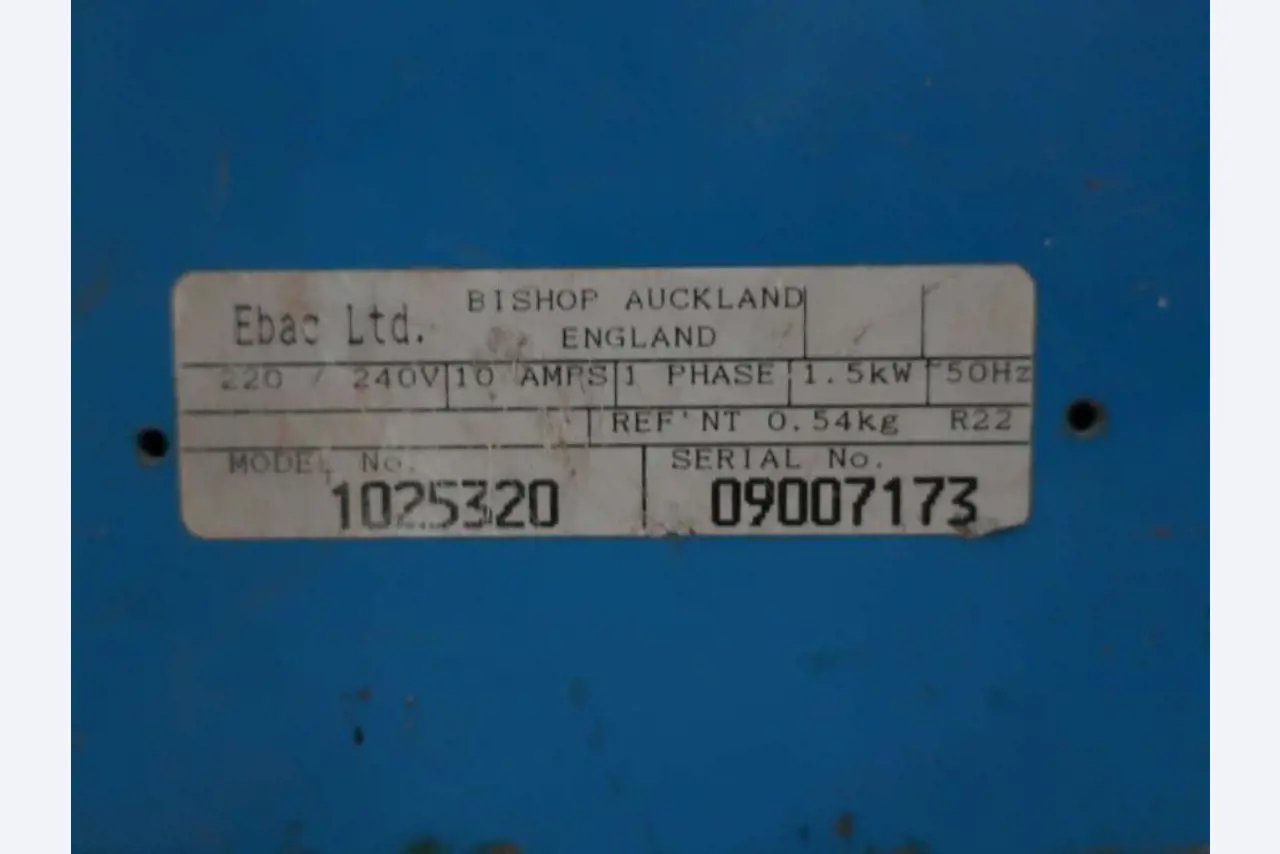 Ebac Ltd. BISHOP AUCKLAND
ENGLAND
220 / 240V 10 AMPS 1 PHASE 1.5kW 50Hz
REF'NT 0.54kg R22
MODEL No. SERIAL No.
1025320 09007173